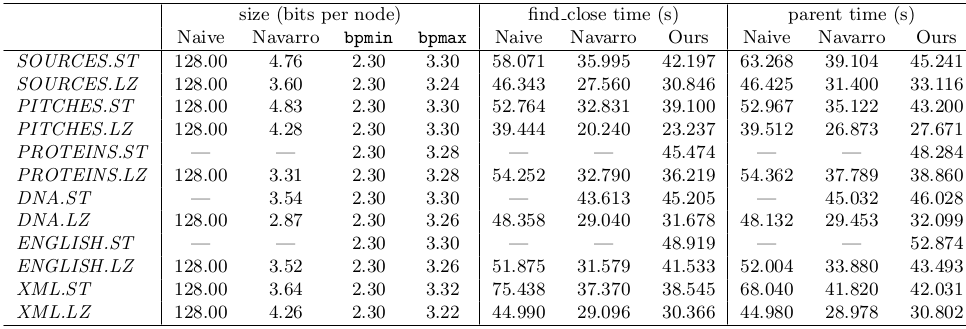 size (bits per node) find_close time (s) parent time (s)
Naive Navarro bpmin bpmax Naive Navarro Ours Naive Navarro Ours
SOURCES.ST 128.00 4.76 2.30 3.30 58.071 35.995 42.197 63.268 39.104 45.241
SOURCES.LZ 128.00 3.60 2.30 3.24 46.343 27.560 30.846 46.425 31.400 33.116
PITCHES.ST 128.00 4.83 2.30 3.30 52.764 32.831 39.100 52.967 35.122 43.200
PITCHES.LZ 128.00 4.28 2.30 3.30 39.444 20.240 23.237 39.512 26.873 27.671
PROTEINS.ST — — 2.30 3.28 — — 45.474 — — 48.284
PROTEINS.LZ 128.00 3.31 2.30 3.28 54.252 32.790 36.219 54.362 37.789 38.860
DNA.ST — 3.54 2.30 3.30 — 43.613 45.205 — 45.032 46.028
DNA.LZ 128.00 2.87 2.30 3.26 48.358 29.040 31.678 48.132 29.453 32.099
ENGLISH.ST — — 2.30 3.30 — — 48.919 — — 52.874
ENGLISH.LZ 128.00 3.52 2.30 3.26 51.875 31.579 41.533 52.004 33.880 43.493
XML.ST 128.00 3.64 2.30 3.32 75.438 37.370 38.545 68.040 41.820 42.031
XML.LZ 128.00 4.26 2.30 3.22 44.990 29.096 30.366 44.980 28.978 30.802